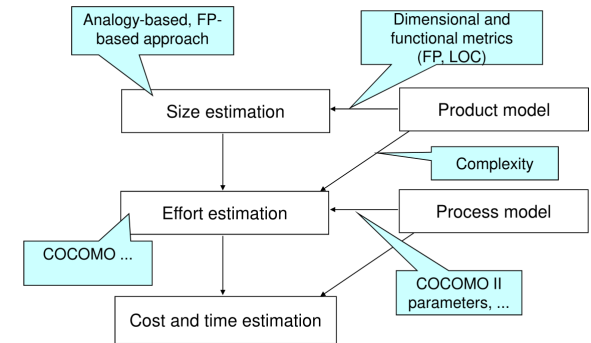 Analogy-based, FP-
based approach
Dimensional and
functional metrics
(FP, LOC)
Size estimation
Product model
Complexity
Effort estimation
Process model
COCOMO ...
COCOMO II
parameters, ...
Cost and time estimation